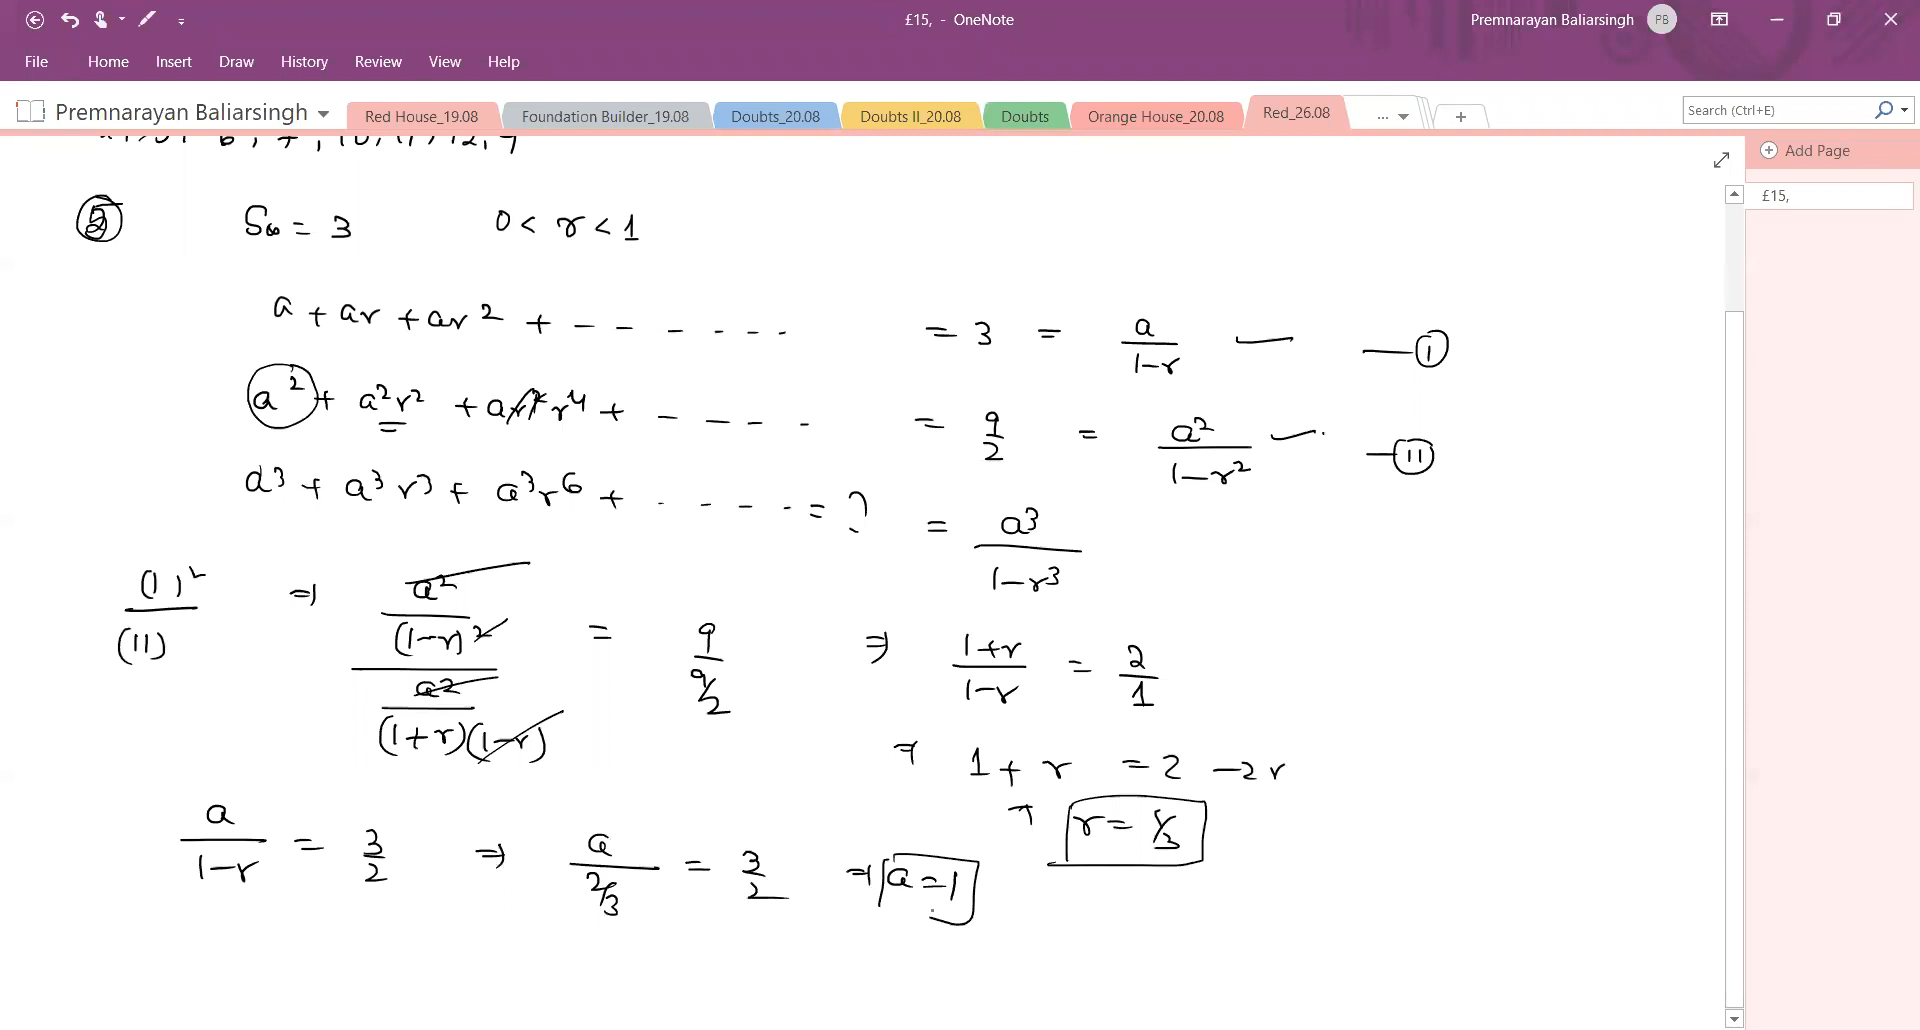 £15, - OneNote
Premnarayan Baliarsingh PB
File Home Insert Draw History Review View Help
Premnarayan Baliarsingh Red House_19.08 Foundation Builder_19.08 Doubts_20.08 Doubts II_20.08 Doubts Orange House_20.08 Red_26.08 ... + Search (Ctrl+E)
Add Page
£15,
S∞ = 3 0 < r < 1
a + ar + ar² + - - - - - - = 3 = a/(1-r) — —(I)
a² + a²r² + a r⁴ + - - - - = 9/2 = a²/(1-r²) — —(II)
a³ + a³r³ + a³r⁶ + - - - - = ? = a³/(1-r³)
(I)²/(II) ⇒ (a²/(1-r)²)/(a²/((1+r)(1-r))) = 9/(9/2) ⇒ (1+r)/(1-r) = 2/1
⇒ 1 + r = 2 - 2r
⇒ r = 1/3
a/(1-r) = 3/2 ⇒ a/(2/3) = 3/2 ⇒ a = 1